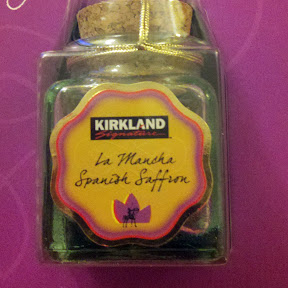 KIRKLAND
Signature
La Mancha
Spanish Saffron